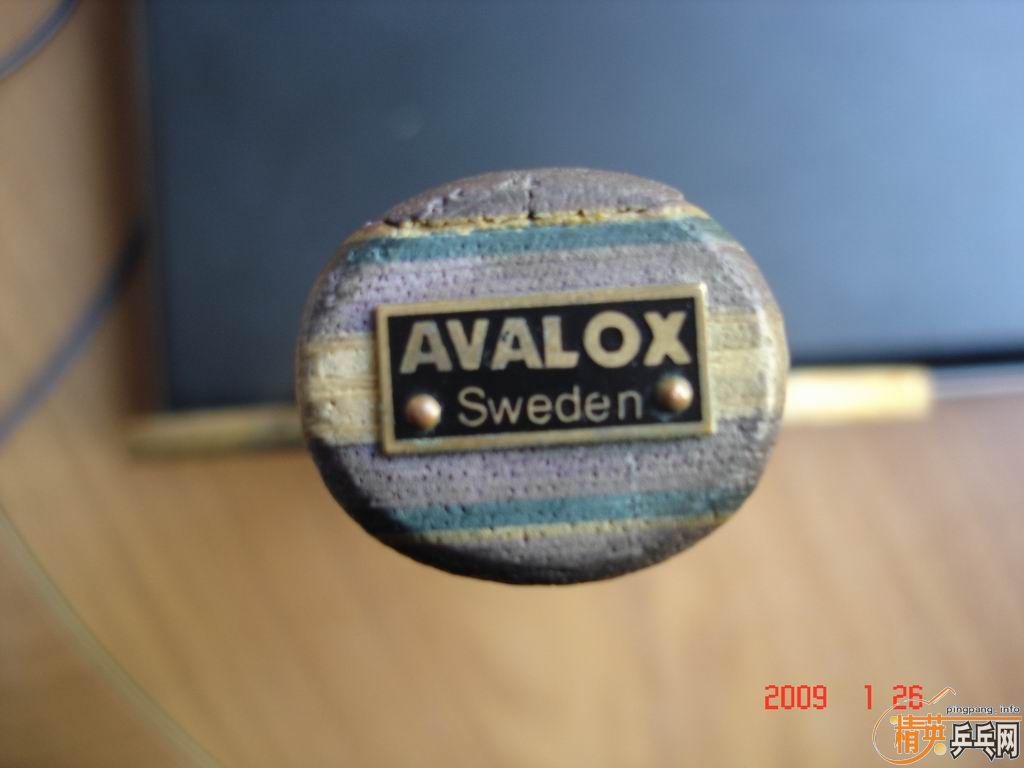 AVALOX
Sweden
2009 1 26
pingpang.info
精英乒乓网